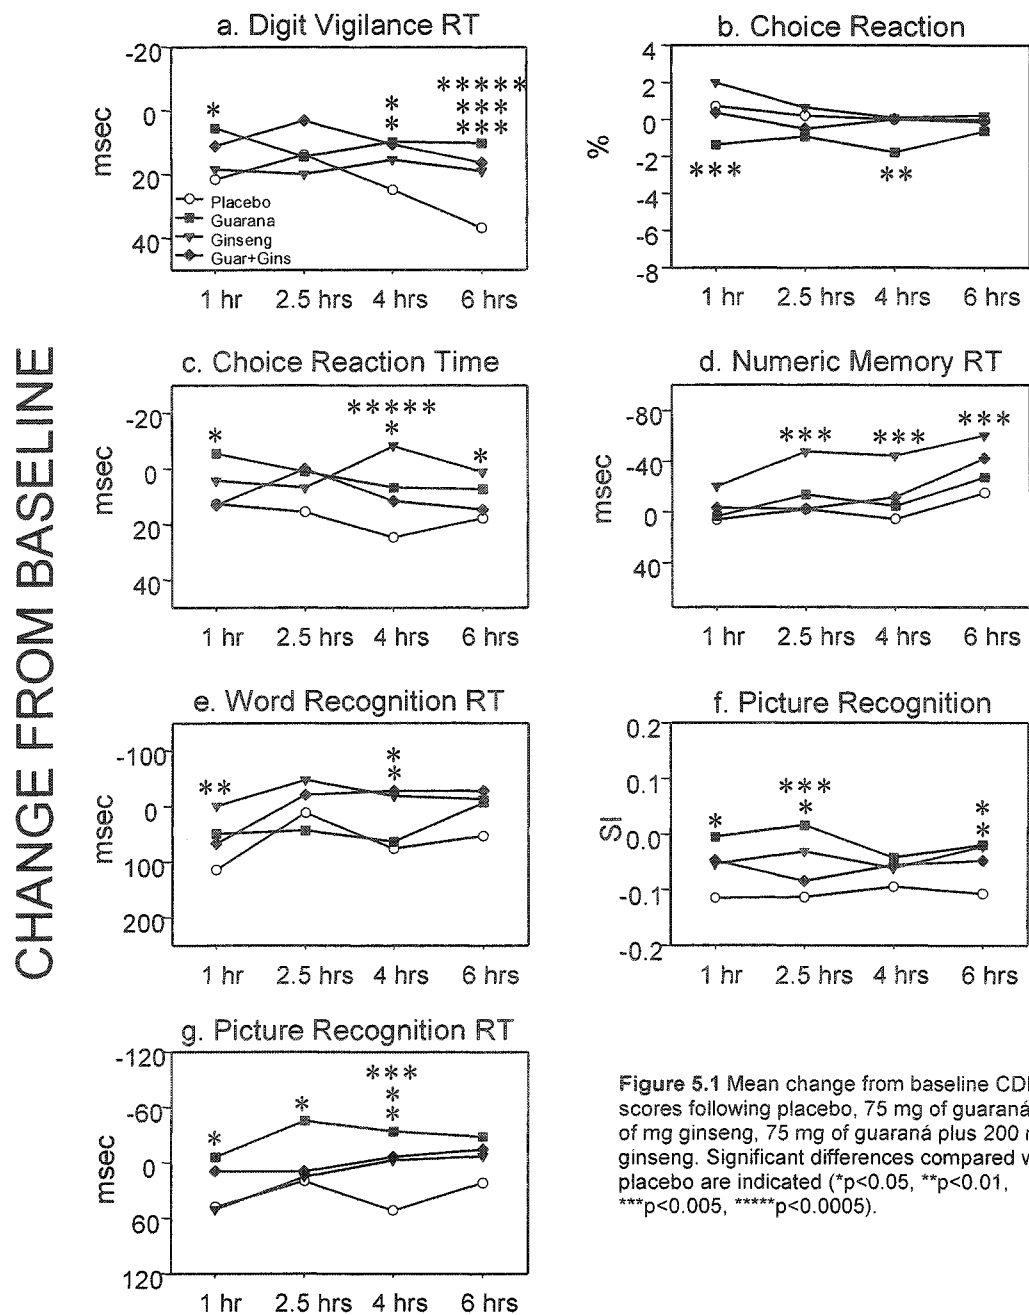 CHANGE FROM BASELINE
a. Digit Vigilance RT
-20
0
20
40
msec
*
*
*
*****
***
***
Placebo
Guarana
Ginseng
Guar+Gins
1 hr 2.5 hrs 4 hrs 6 hrs
b. Choice Reaction
4
2
0
-2
-4
-6
-8
%
***
**
1 hr 2.5 hrs 4 hrs 6 hrs
c. Choice Reaction Time
-20
0
20
40
msec
*
*****
*
*
1 hr 2.5 hrs 4 hrs 6 hrs
d. Numeric Memory RT
-80
-40
0
40
msec
***
***
***
1 hr 2.5 hrs 4 hrs 6 hrs
e. Word Recognition RT
-100
0
100
200
msec
**
*
*
1 hr 2.5 hrs 4 hrs 6 hrs
f. Picture Recognition
0.2
0.1
0.0
-0.1
-0.2
SI
*
***
*
*
*
1 hr 2.5 hrs 4 hrs 6 hrs
g. Picture Recognition RT
-120
-60
0
60
120
msec
*
*
***
*
*
1 hr 2.5 hrs 4 hrs 6 hrs
Figure 5.1 Mean change from baseline
scores following placebo, 75 mg of guaraná
of mg ginseng, 75 mg of guaraná plus 200
ginseng. Significant differences compared
placebo are indicated (*p<0.05, **p<0.01,
***p<0.005, *****p<0.0005).